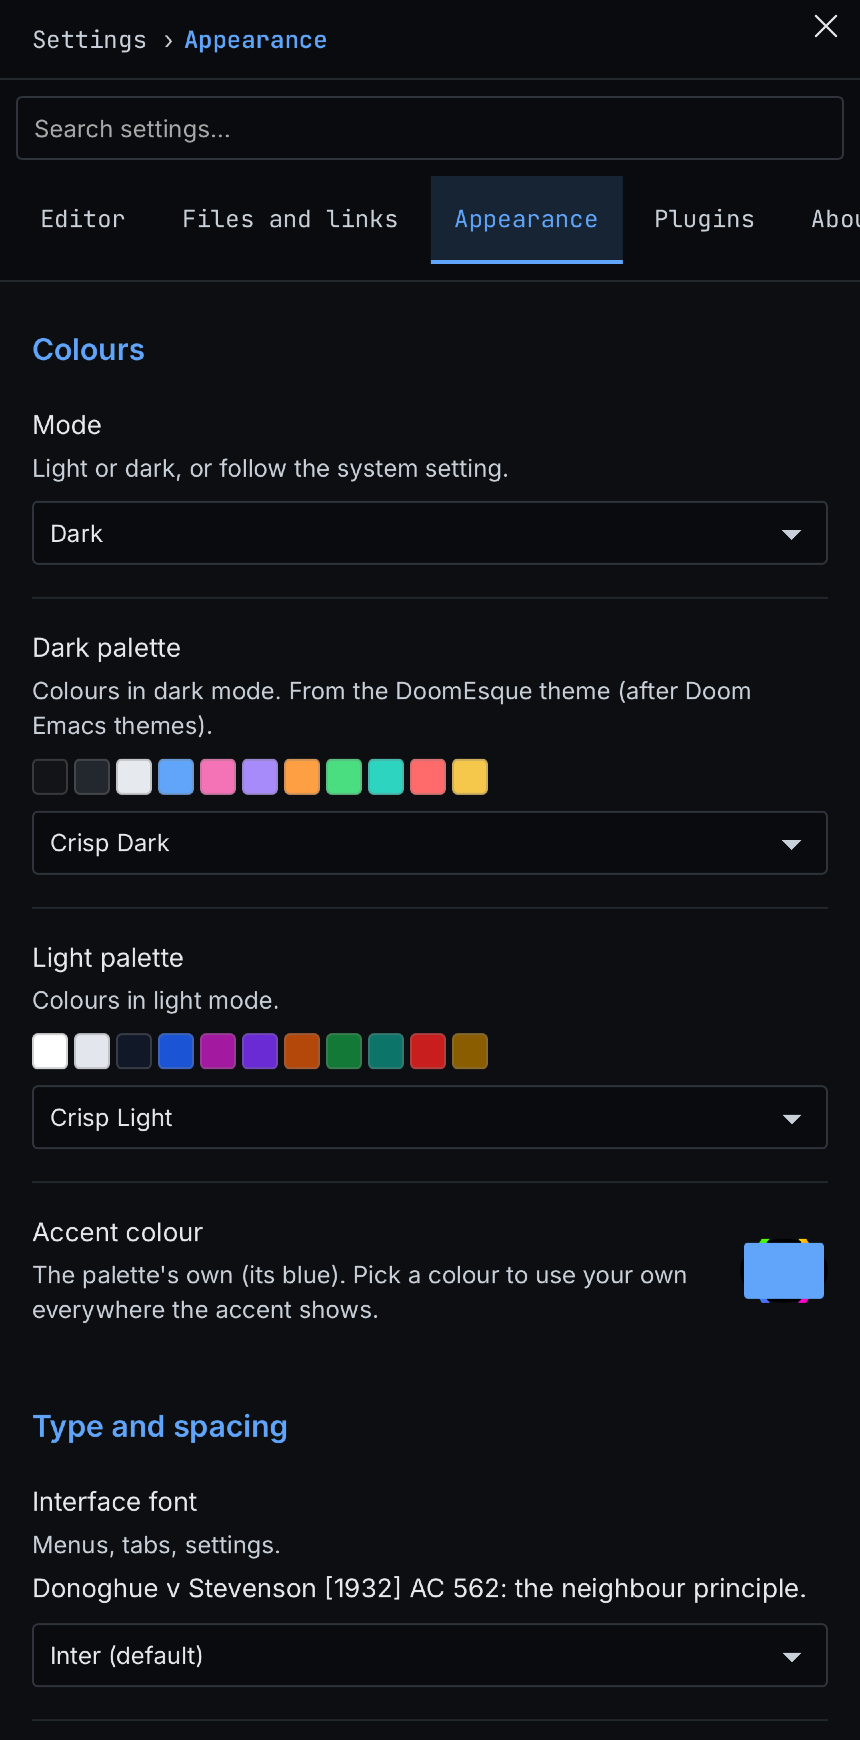 Settings › Appearance
Search settings...
Editor Files and links Appearance Plugins Abou
Colours
Mode
Light or dark, or follow the system setting.
Dark
Dark palette
Colours in dark mode. From the DoomEsque theme (after Doom
Emacs themes).
Crisp Dark
Light palette
Colours in light mode.
Crisp Light
Accent colour
The palette's own (its blue). Pick a colour to use your own
everywhere the accent shows.
Type and spacing
Interface font
Menus, tabs, settings.
Donoghue v Stevenson [1932] AC 562: the neighbour principle.
Inter (default)